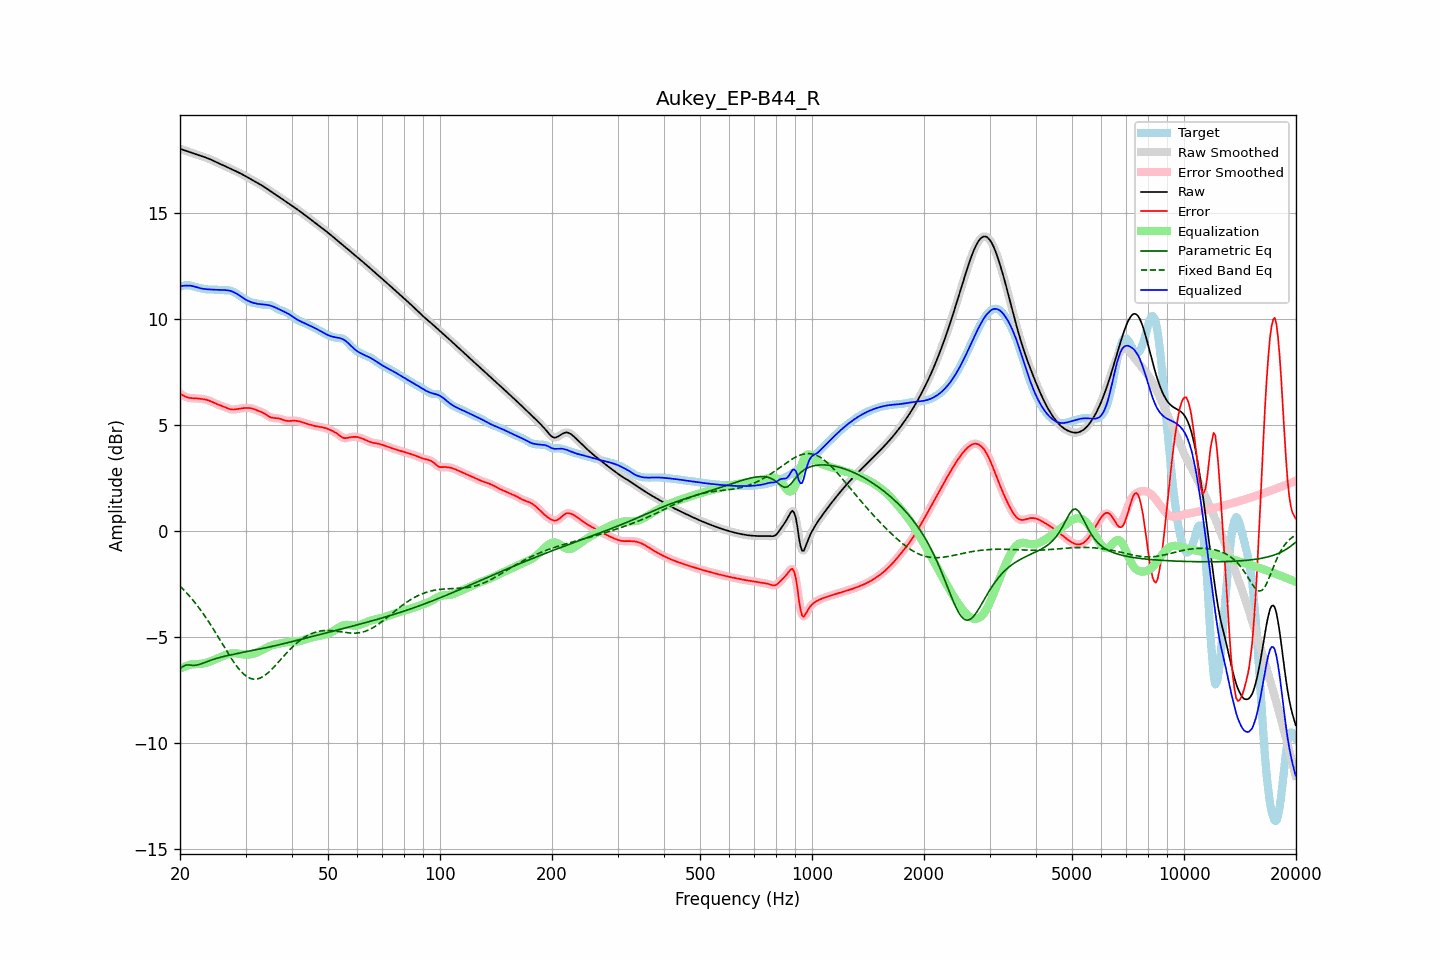 Aukey_EP-B44_R
Target
Raw Smoothed
Error Smoothed
Raw
Error
Equalization
Parametric Eq
Fixed Band Eq
Equalized
15
10
5
0
−5
−10
−15
Amplitude (dBr)
20 50 100 200 500 1000 2000 5000 10000 20000
Frequency (Hz)